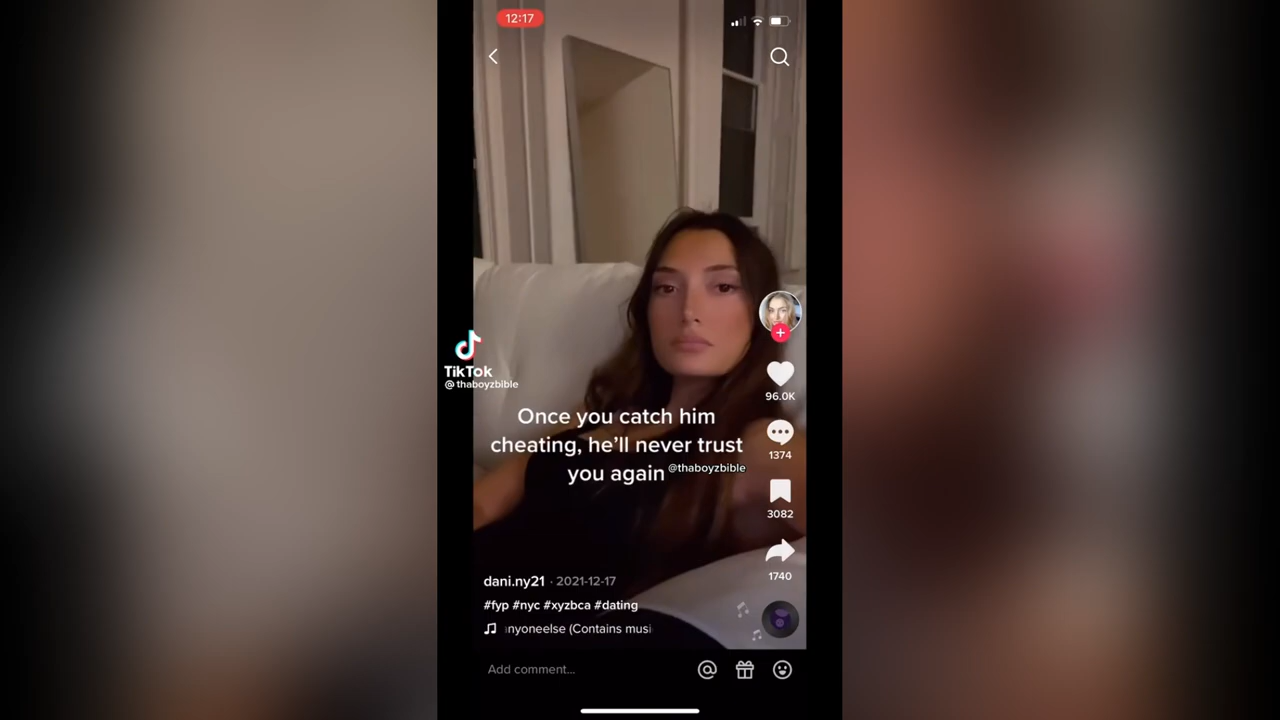 12:17
TikTok
@thaboyzbible
Once you catch him
cheating, he’ll never trust
you again
@thaboyzbible
96.0K
1374
3082
1740
dani.ny21 · 2021-12-17
#fyp #nyc #xyzbca #dating
nyoneelse (Contains musi
Add comment...